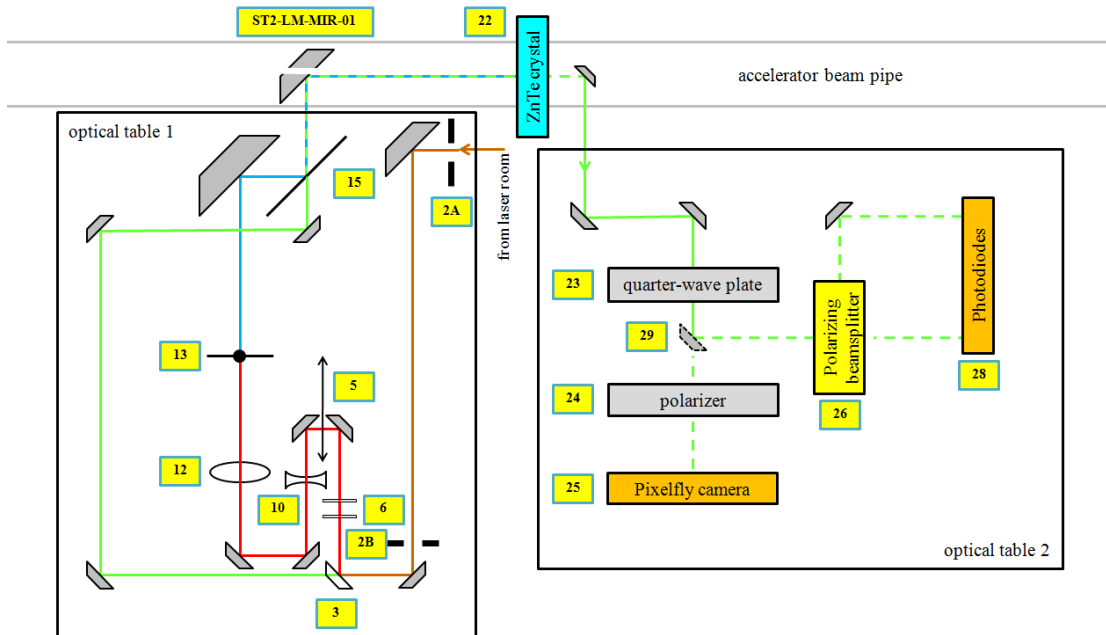 ST2-LM-MIR-01
22
ZnTe crystal
accelerator beam pipe
optical table 1
15
2A
from laser room
13
5
12
10
6
2B
3
23
quarter-wave plate
29
24
polarizer
25
Pixelfly camera
Polarizing
beamsplitter
26
Photodiodes
28
optical table 2